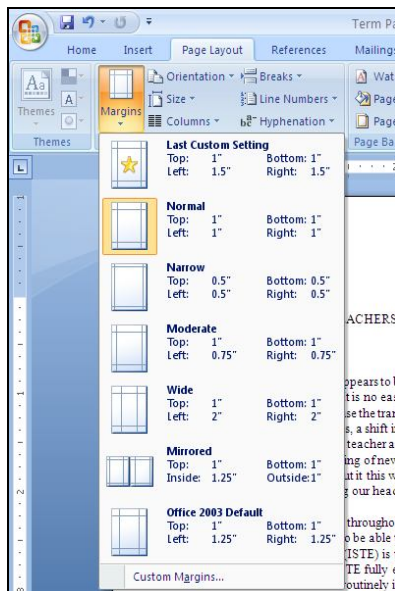 Term Pa
Home Insert Page Layout References Mailings
Themes
Margins
Orientation
Size
Columns
Breaks
Line Numbers
Hyphenation
Wat
Page
Page
Themes
Page Ba
Last Custom Setting
Top: 1" Bottom: 1"
Left: 1.5" Right: 1.5"
Normal
Top: 1" Bottom: 1"
Left: 1" Right: 1"
Narrow
Top: 0.5" Bottom: 0.5"
Left: 0.5" Right: 0.5"
Moderate
Top: 1" Bottom: 1"
Left: 0.75" Right: 0.75"
Wide
Top: 1" Bottom: 1"
Left: 2" Right: 2"
Mirrored
Top: 1" Bottom: 1"
Inside: 1.25" Outside:1"
Office 2003 Default
Top: 1" Bottom: 1"
Left: 1.25" Right: 1.25"
Custom Margins...
ACHERS
ppears to b
t is no eas
se the tran
s, a shift i
teacher a
ing of nev
ut it this w
g our head
throughou
o be able
(ISTE) is
TE fully e
outinely i